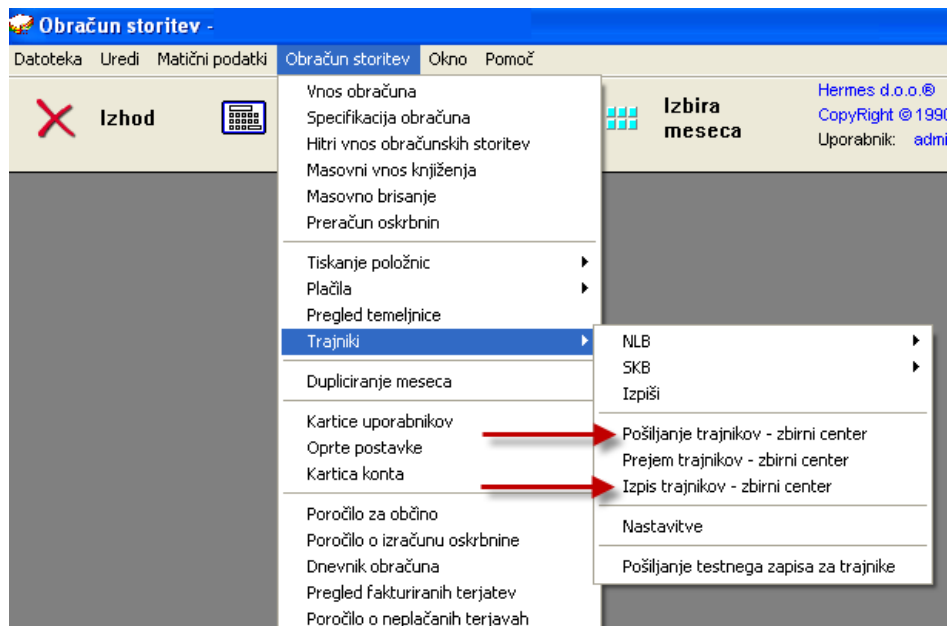 Obračun storitev -
Datoteka Uredi Matični podatki Obračun storitev Okno Pomoč
Izhod
Izbira
meseca
Hermes d.o.o.®
CopyRight © 1990
Uporabnik: admi
Vnos obračuna
Specifikacija obračuna
Hitri vnos obračunskih storitev
Masovni vnos knjiženja
Masovno brisanje
Preračun oskrbnin
Tiskanje položnic
Plačila
Pregled temeljnice
Trajniki
Dupliciranje meseca
Kartice uporabnikov
Oprte postavke
Kartica konta
Poročilo za občino
Poročilo o izračunu oskrbnine
Dnevnik obračuna
Pregled fakturiranih terjatev
Poročilo o neplačanih terjavah
NLB
SKB
Izpiši
Pošiljanje trajnikov - zbirni center
Prejem trajnikov - zbirni center
Izpis trajnikov - zbirni center
Nastavitve
Pošiljanje testnega zapisa za trajnike